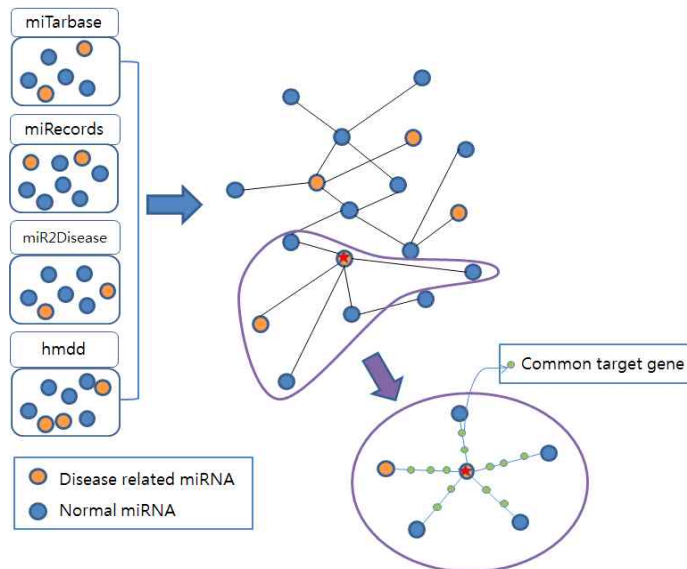 miTarbase
miRecords
miR2Disease
hmdd
Common target gene
Disease related miRNA
Normal miRNA